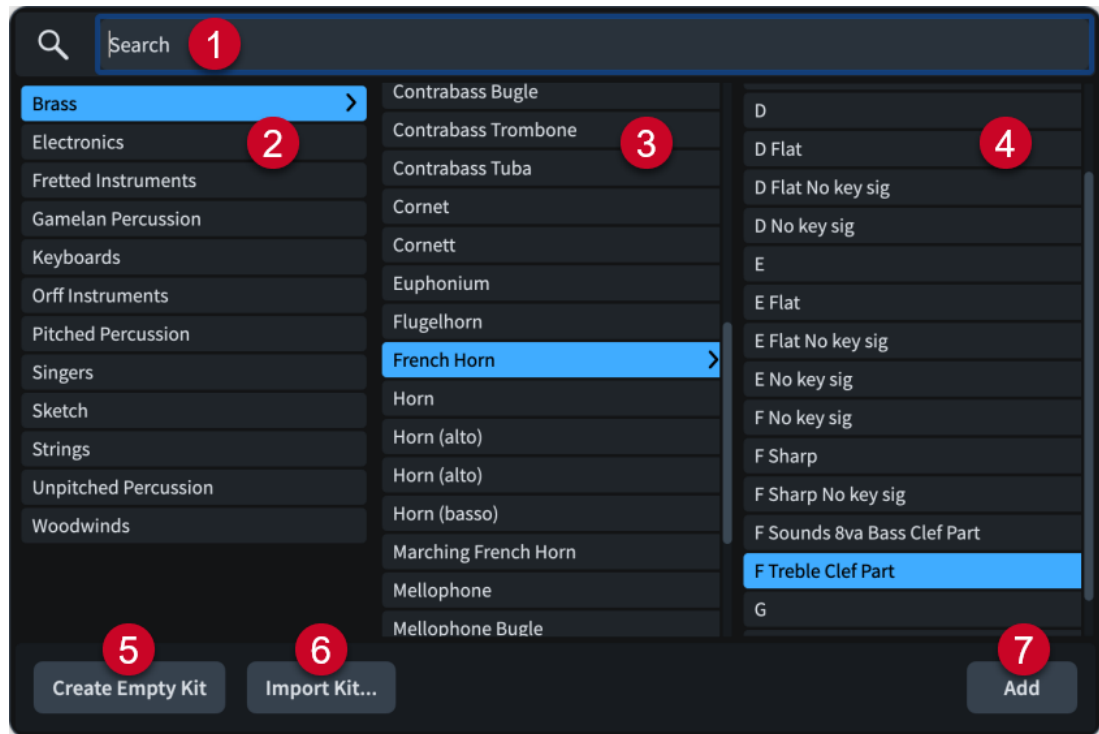 Search 1
Brass
Electronics 2
Fretted Instruments
Gamelan Percussion
Keyboards
Orff Instruments
Pitched Percussion
Singers
Sketch
Strings
Unpitched Percussion
Woodwinds
Contrabass Bugle
Contrabass Trombone 3
Contrabass Tuba
Cornet
Cornett
Euphonium
Flugelhorn
French Horn
Horn
Horn (alto)
Horn (alto)
Horn (basso)
Marching French Horn
Mellophone
Mellophone Bugle
D
D Flat 4
D Flat No key sig
D No key sig
E
E Flat
E Flat No key sig
E No key sig
F No key sig
F Sharp
F Sharp No key sig
F Sounds 8va Bass Clef Part
F Treble Clef Part
G
5 6 7
Create Empty Kit Import Kit... Add